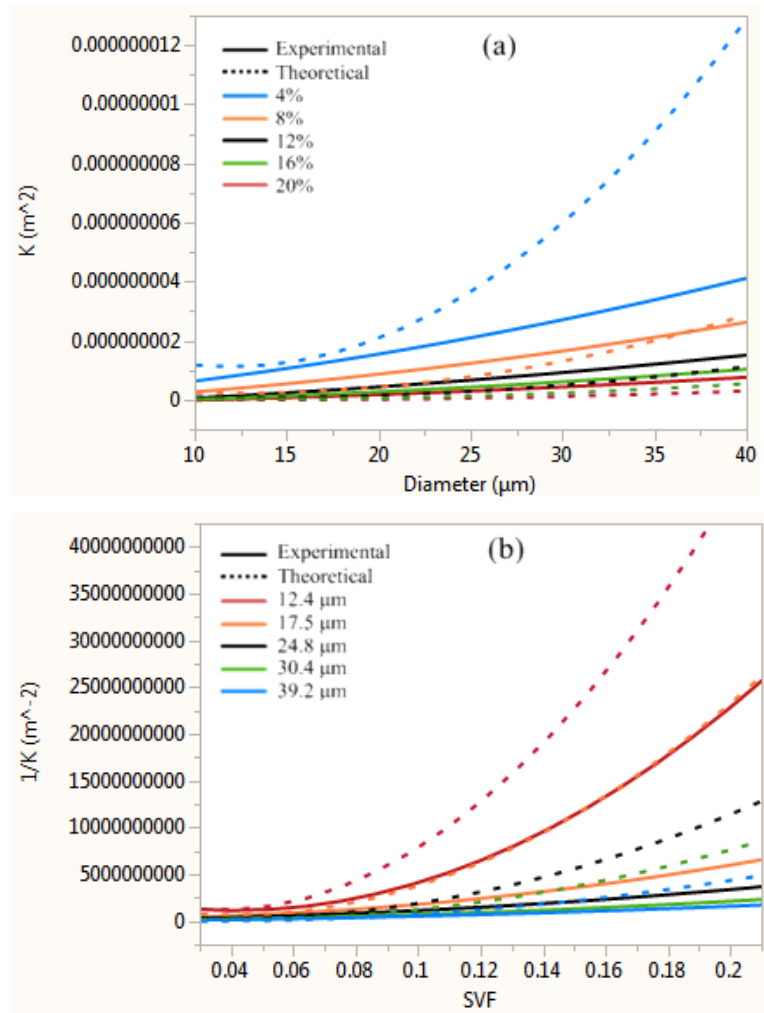 (a)
Experimental
Theoretical
4%
8%
12%
16%
20%
0.000000012
0.00000001
0.000000008
0.000000006
0.000000004
0.000000002
0
K (m^2)
10 15 20 25 30 35 40
Diameter (µm)
(b)
Experimental
Theoretical
12.4 µm
17.5 µm
24.8 µm
30.4 µm
39.2 µm
40000000000
35000000000
30000000000
25000000000
20000000000
15000000000
10000000000
5000000000
0
1/K (m^-2)
0.04 0.06 0.08 0.1 0.12 0.14 0.16 0.18 0.2
SVF